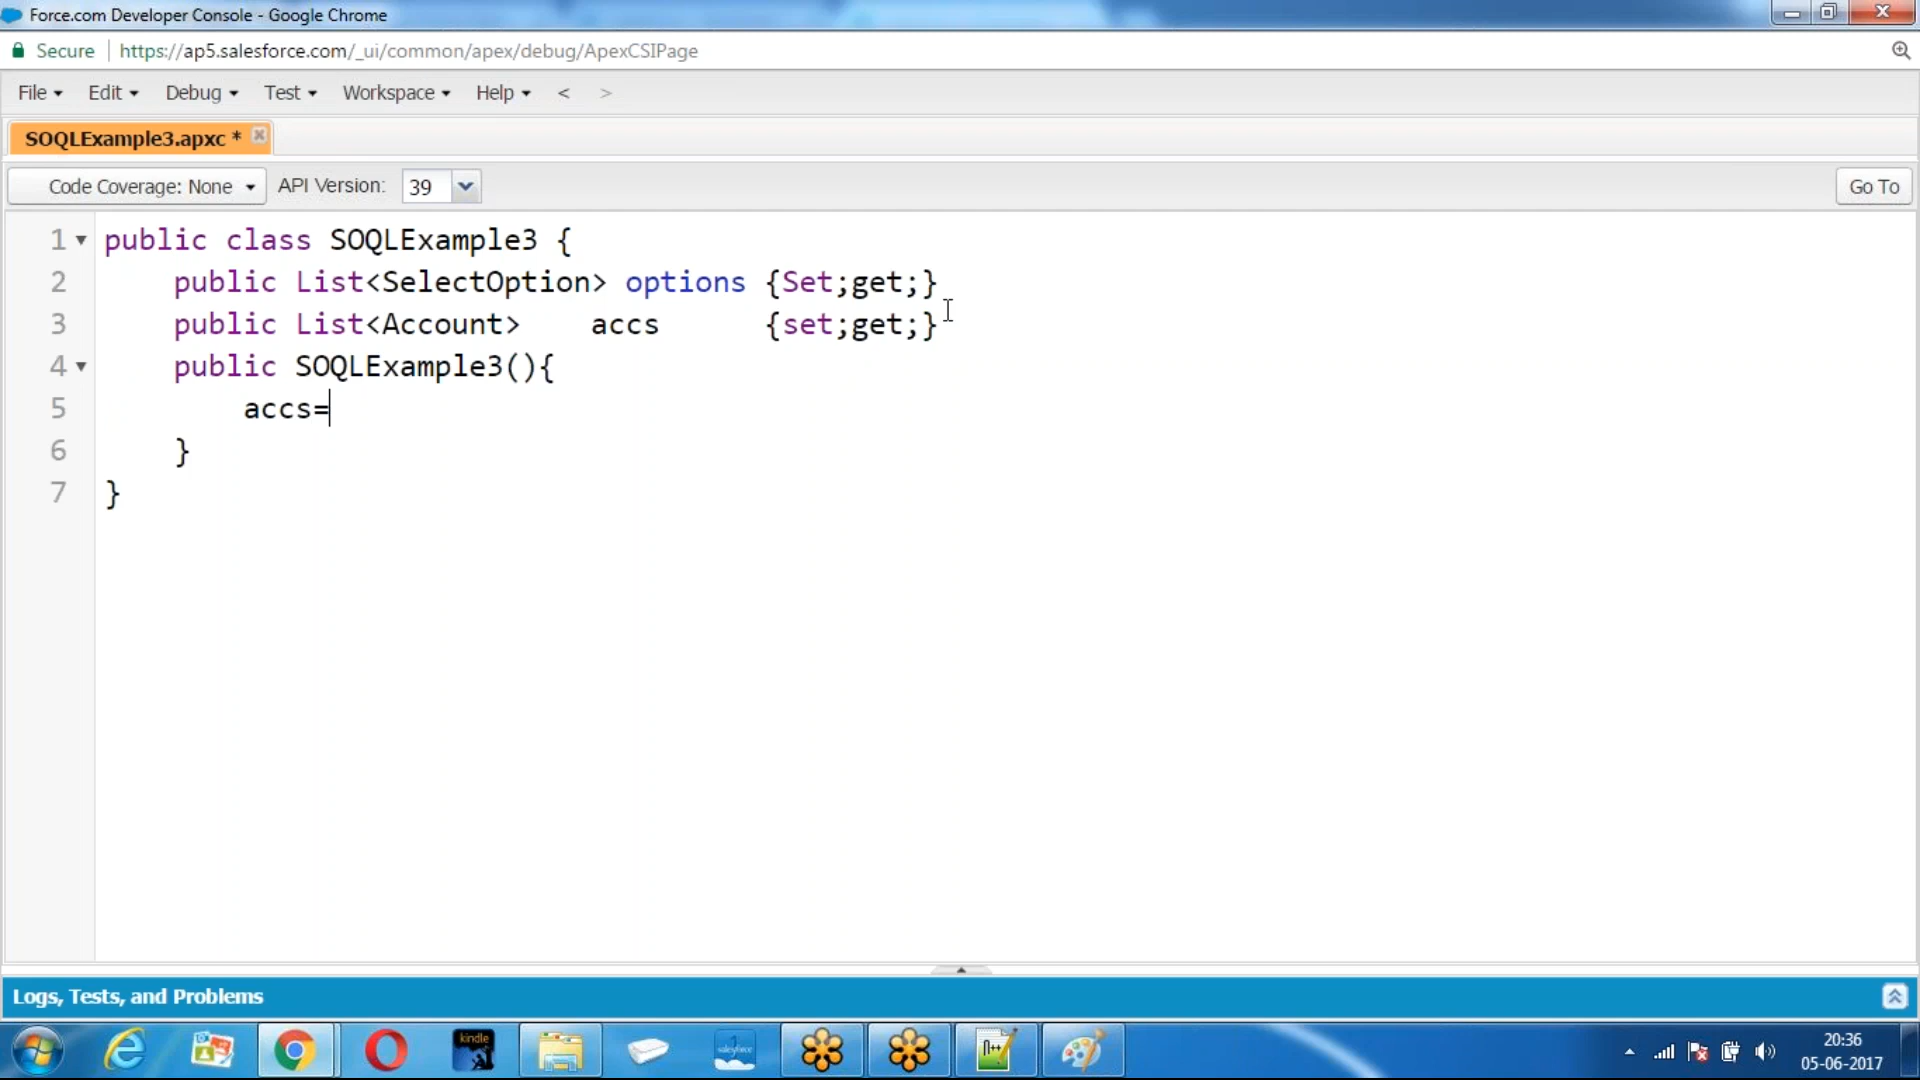 Force.com Developer Console - Google Chrome
Secure | https://ap5.salesforce.com/_ui/common/apex/debug/ApexCSIPage
File Edit Debug Test Workspace Help < >
SOQLExample3.apxc *
Code Coverage: None API Version: 39 Go To
1 public class SOQLExample3 {
2 public List<SelectOption> options {Set;get;}
3 public List<Account> accs {set;get;}
4 public SOQLExample3(){
5 accs=
6 }
7 }
Logs, Tests, and Problems
kindle
salesforce
n++
20:36
05-06-2017